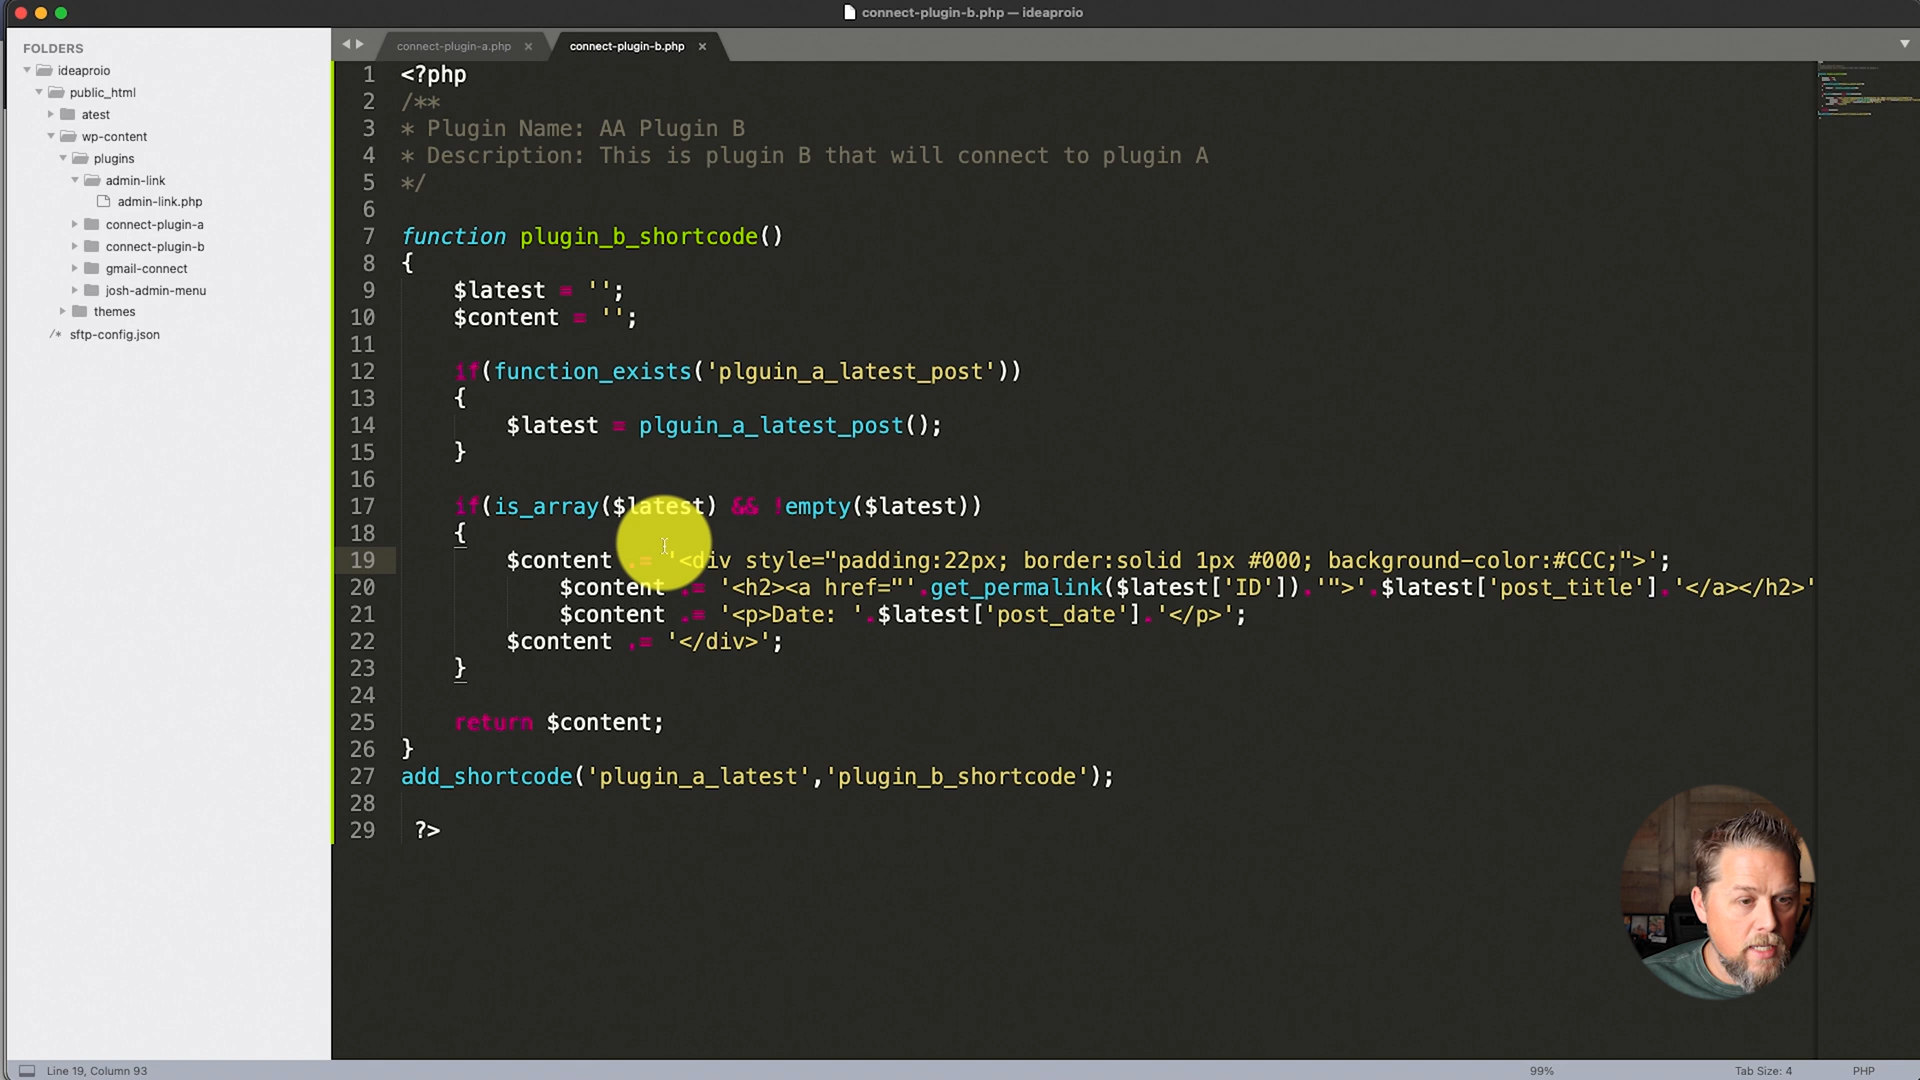 connect-plugin-b.php — ideaproio
FOLDERS
ideaproio
public_html
atest
wp-content
plugins
admin-link
admin-link.php
connect-plugin-a
connect-plugin-b
gmail-connect
josh-admin-menu
themes
/* sftp-config.json
connect-plugin-a.php ×
connect-plugin-b.php ×
1 <?php
2 /**
3 * Plugin Name: AA Plugin B
4 * Description: This is plugin B that will connect to plugin A
5 */
6
7 function plugin_b_shortcode()
8 {
9 $latest = '';
10 $content = '';
11
12 if(function_exists('plguin_a_latest_post'))
13 {
14 $latest = plguin_a_latest_post();
15 }
16
17 if(is_array($latest) && !empty($latest))
18 {
19 $content .= '<div style="padding:22px; border:solid 1px #000; background-color:#CCC;">';
20 $content .= '<h2><a href="'.get_permalink($latest['ID']).'">'.$latest['post_title'].'</a></h2>'
21 $content .= '<p>Date: '.$latest['post_date'].'</p>';
22 $content .= '</div>';
23 }
24
25 return $content;
26 }
27 add_shortcode('plugin_a_latest','plugin_b_shortcode');
28
29 ?>
Line 19, Column 93
99%
Tab Size: 4
PHP